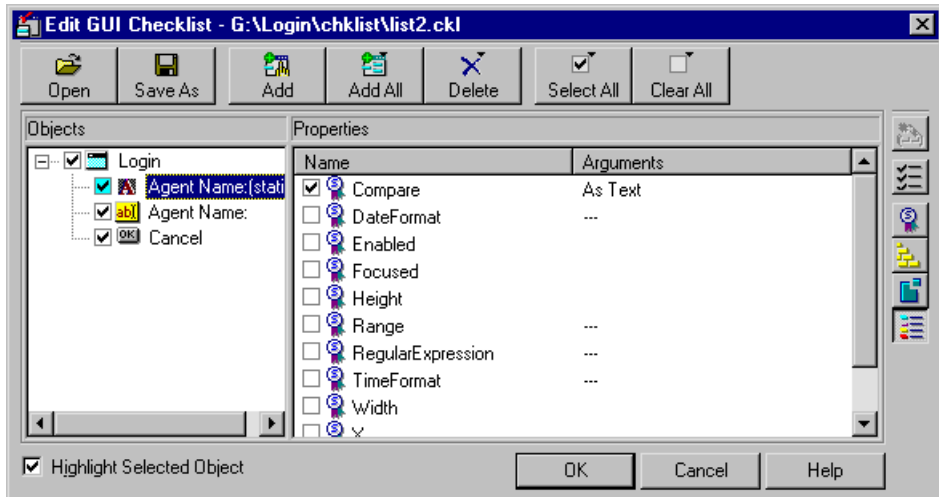 Edit GUI Checklist - G:\Login\chklist\list2.ckl
Open Save As Add Add All Delete Select All Clear All
Objects Properties
Login
Agent Name:(stati
Agent Name:
Cancel
Name Arguments
Compare As Text
DateFormat ---
Enabled
Focused
Height
Range ---
RegularExpression ---
TimeFormat ---
Width
X
Highlight Selected Object
OK Cancel Help